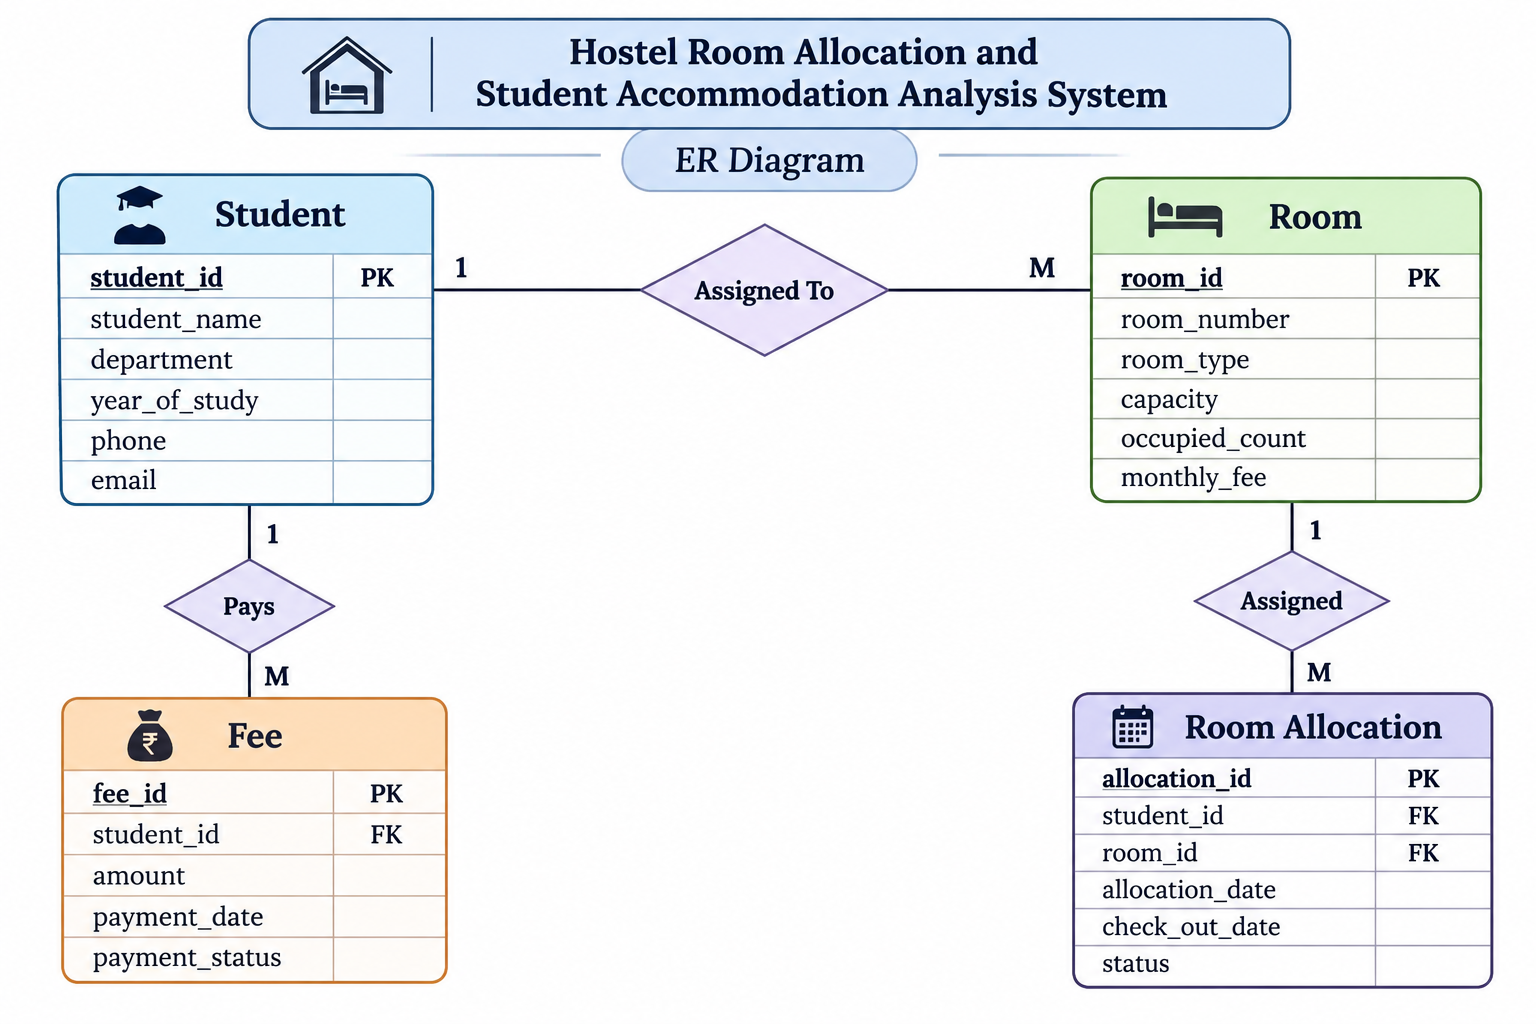 Hostel Room Allocation and
Student Accommodation Analysis System
ER Diagram
Student
student_id PK
student_name
department
year_of_study
phone
email
1
Assigned To
M
Room
room_id PK
room_number
room_type
capacity
occupied_count
monthly_fee
1
Pays
M
1
Assigned
M
Fee
₹
fee_id PK
student_id FK
amount
payment_date
payment_status
Room Allocation
allocation_id PK
student_id FK
room_id FK
allocation_date
check_out_date
status